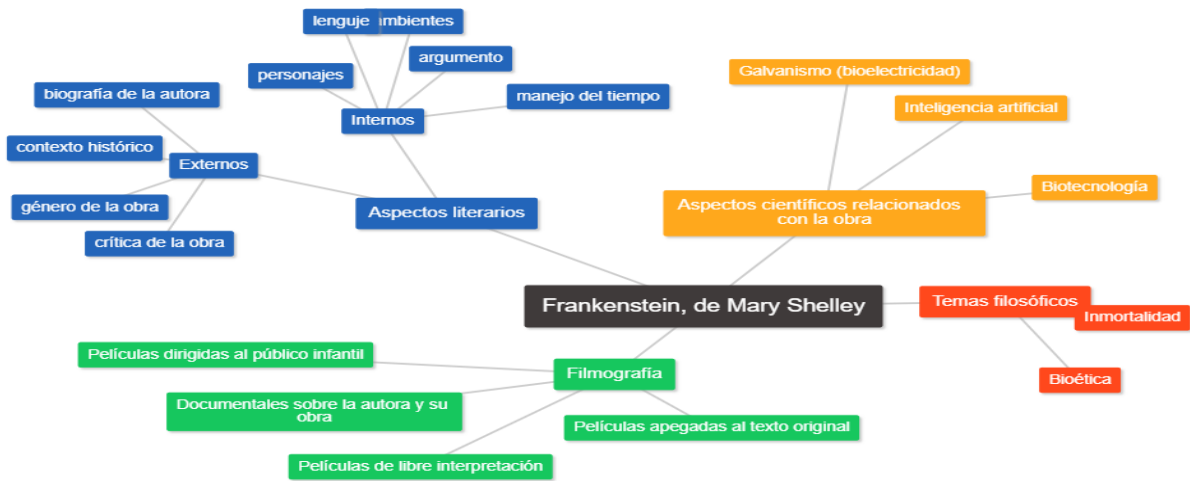 lenguje
ambientes
argumento
personajes
manejo del tiempo
Internos
biografía de la autora
contexto histórico
Externos
género de la obra
crítica de la obra
Aspectos literarios
Galvanismo (bioelectricidad)
Inteligencia artificial
Biotecnología
Aspectos científicos relacionados
con la obra
Frankenstein, de Mary Shelley
Temas filosóficos
Inmortalidad
Bioética
Películas dirigidas al público infantil
Filmografía
Documentales sobre la autora y su
obra
Películas apegadas al texto original
Películas de libre interpretación